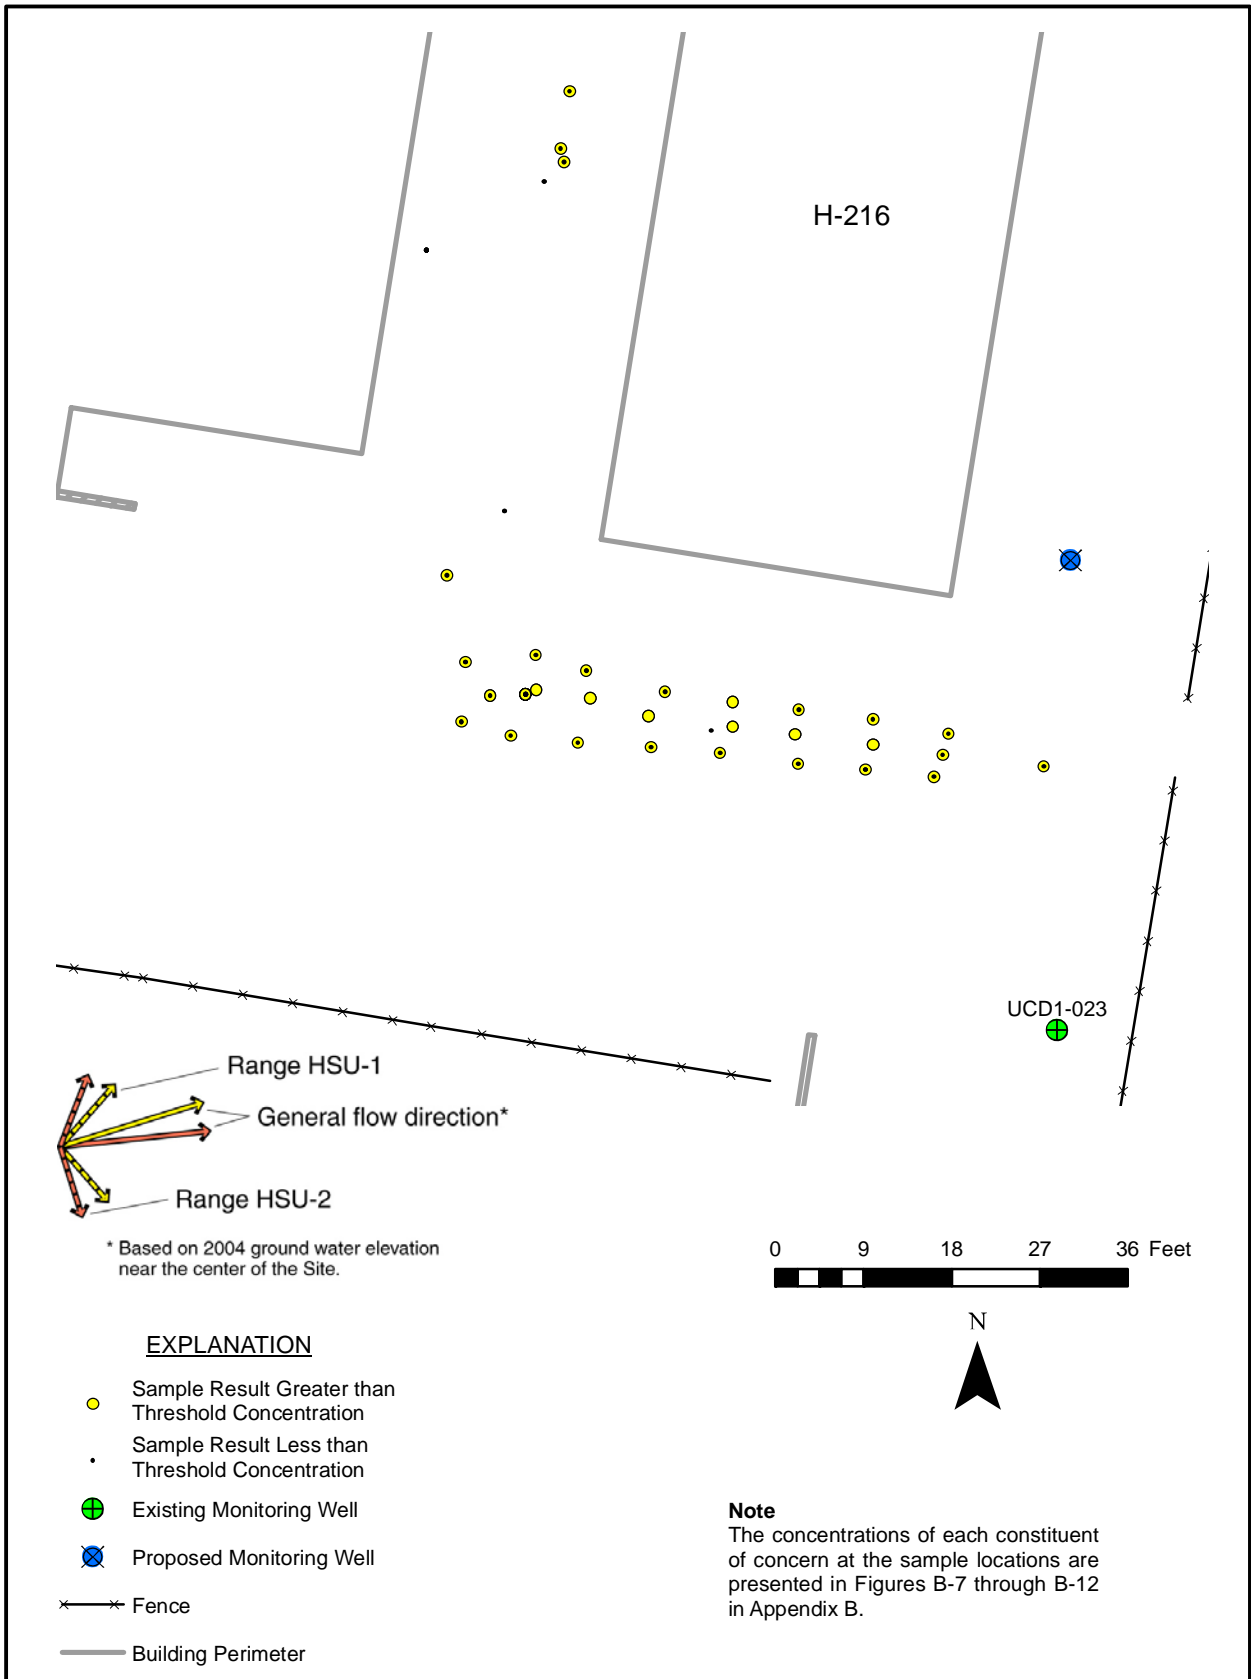 H-216
UCD1-023
Range HSU-1
General flow direction*
Range HSU-2
* Based on 2004 ground water elevation
near the center of the Site.
0 9 18 27 36 Feet
N
EXPLANATION
Sample Result Greater than
Threshold Concentration
Sample Result Less than
Threshold Concentration
Existing Monitoring Well
Proposed Monitoring Well
Fence
Building Perimeter
Note
The concentrations of each constituent
of concern at the sample locations are
presented in Figures B-7 through B-12
in Appendix B.